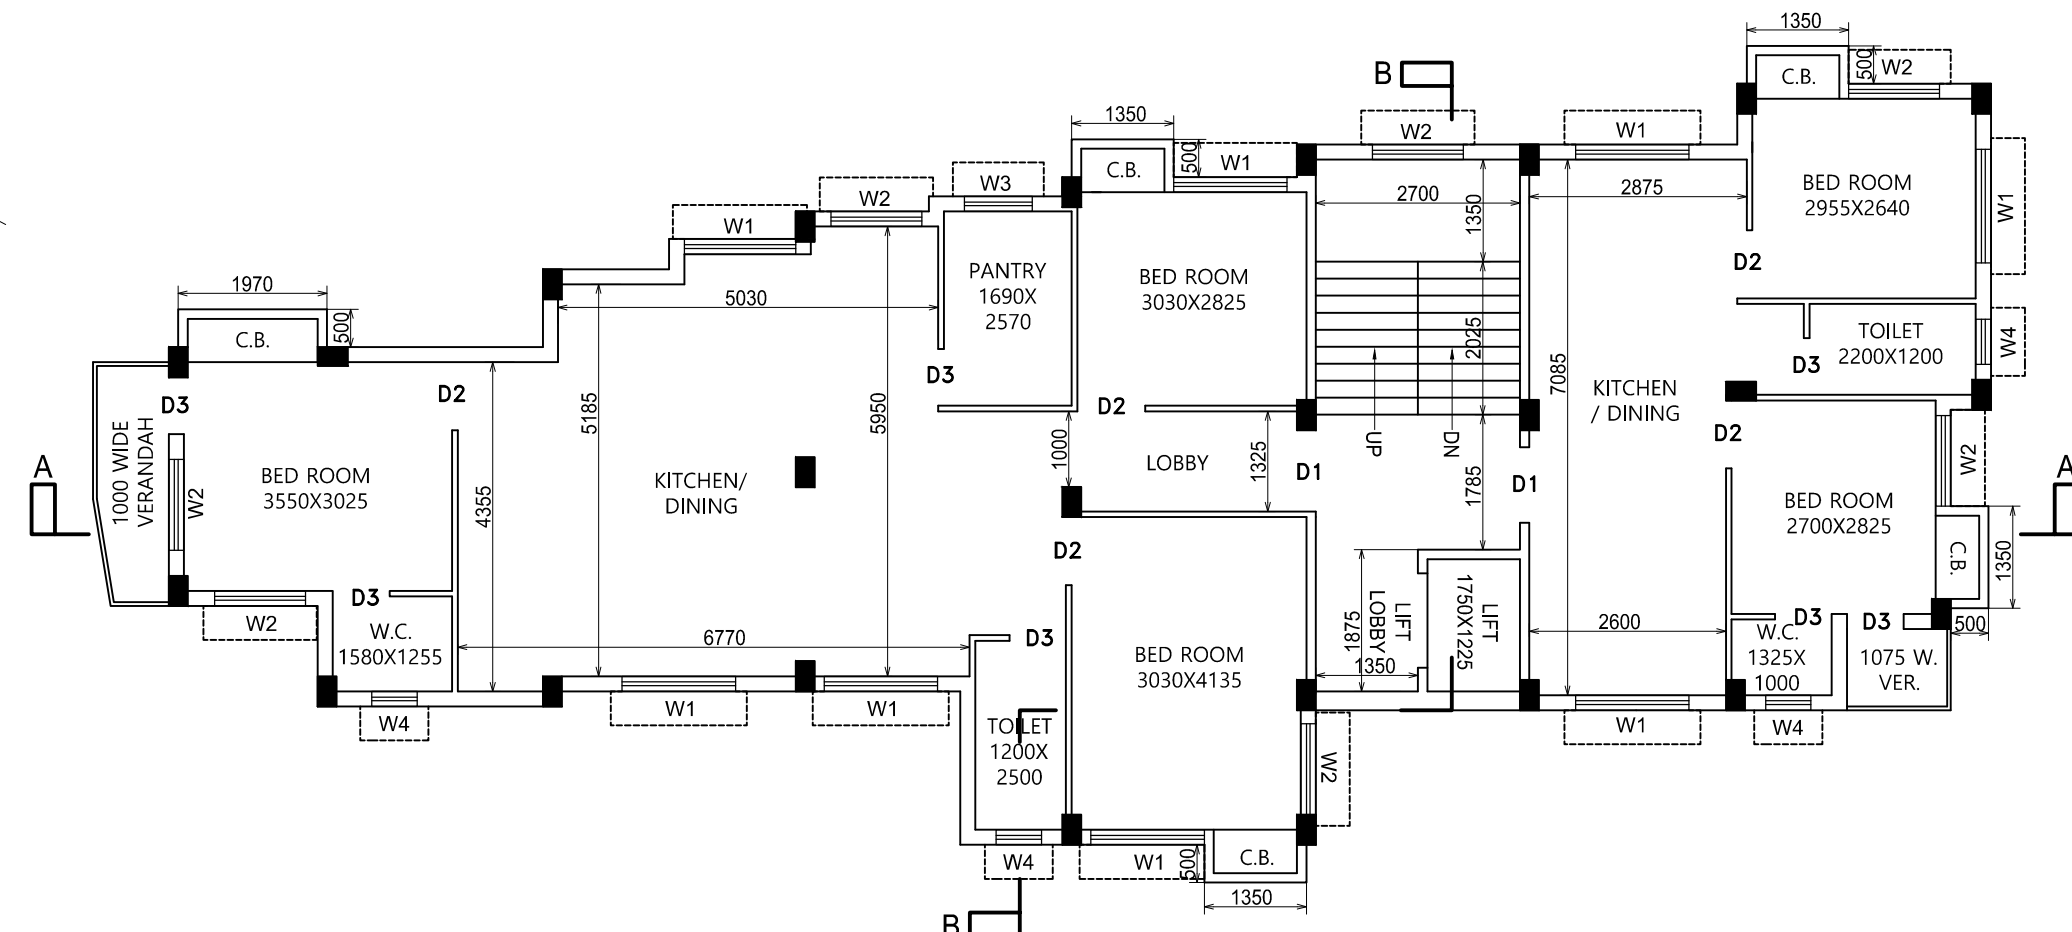 1350
500
C.B.
W2
B
1350
500
C.B.
W1
W2
W1
BED ROOM
2955X2640
W1
W3
W2
W1
2700
1350
2875
D2
PANTRY
1690X
2570
BED ROOM
3030X2825
1970
500
C.B.
5030
2025
TOILET
2200X1200
W4
D3
D3
D2
D3
D2
7085
KITCHEN
/ DINING
5185
5950
D2
D2
1000 WIDE
VERANDAH
W2
BED ROOM
3550X3025
4355
KITCHEN/
DINING
1000
LOBBY
1325
D1
UP
DN
1785
D1
W2
A
A
BED ROOM
2700X2825
C.B.
1350
500
D2
D3
W2
W.C.
1580X1255
W4
6770
D3
W1
W1
BED ROOM
3030X4135
1875
LIFT
LOBBY
1350
LIFT
1750X1225
2600
D3
W.C.
1325X
1000
D3
1075 W.
VER.
W1
W4
TOILET
1200X
2500
W2
W4
W1
500
C.B.
1350
B